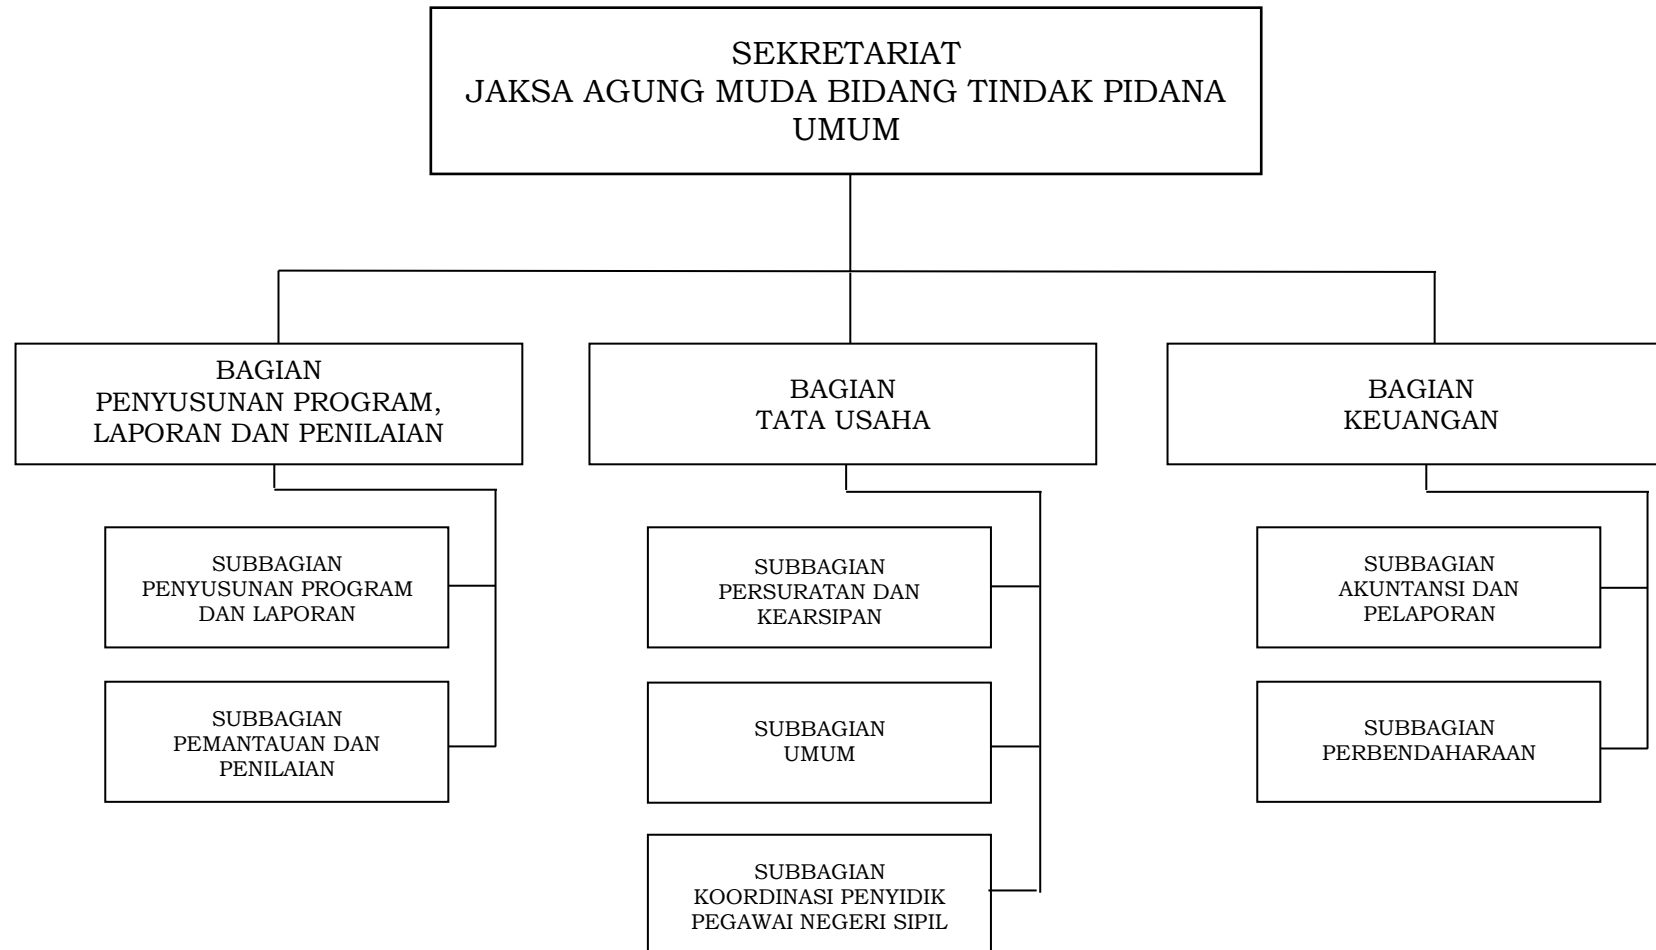 SEKRETARIAT
JAKSA AGUNG MUDA BIDANG TINDAK PIDANA
UMUM
BAGIAN
PENYUSUNAN PROGRAM,
LAPORAN DAN PENILAIAN
BAGIAN
TATA USAHA
BAGIAN
KEUANGAN
SUBBAGIAN
PENYUSUNAN PROGRAM
DAN LAPORAN
SUBBAGIAN
PERSURATAN DAN
KEARSIPAN
SUBBAGIAN
AKUNTANSI DAN
PELAPORAN
SUBBAGIAN
PEMANTAUAN DAN
PENILAIAN
SUBBAGIAN
UMUM
SUBBAGIAN
PERBENDAHARAAN
SUBBAGIAN
KOORDINASI PENYIDIK
PEGAWAI NEGERI SIPIL